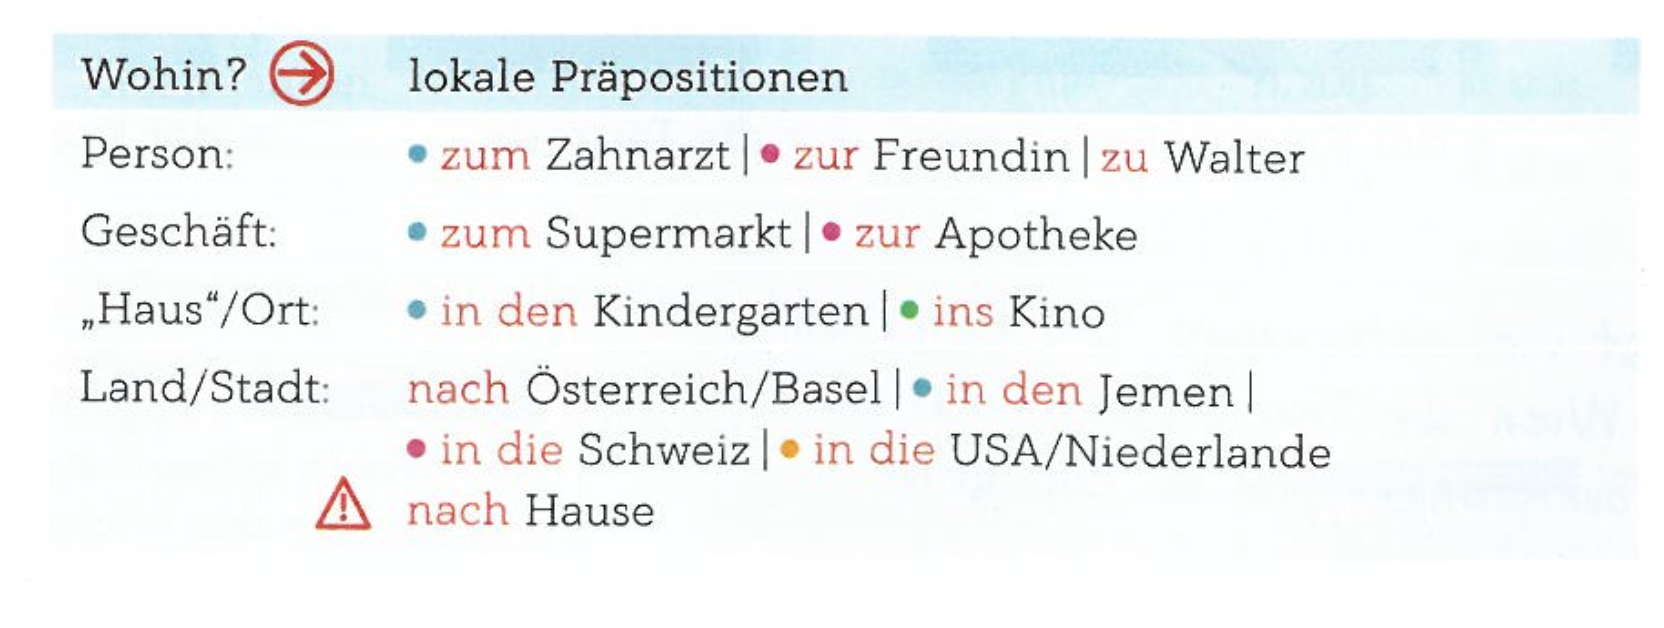 Wohin? → lokale Präpositionen
Person: • zum Zahnarzt | • zur Freundin | zu Walter
Geschäft: • zum Supermarkt | • zur Apotheke
„Haus“/Ort: • in den Kindergarten | • ins Kino
Land/Stadt: nach Österreich/Basel | • in den Jemen |
• in die Schweiz | • in die USA/Niederlande
nach Hause